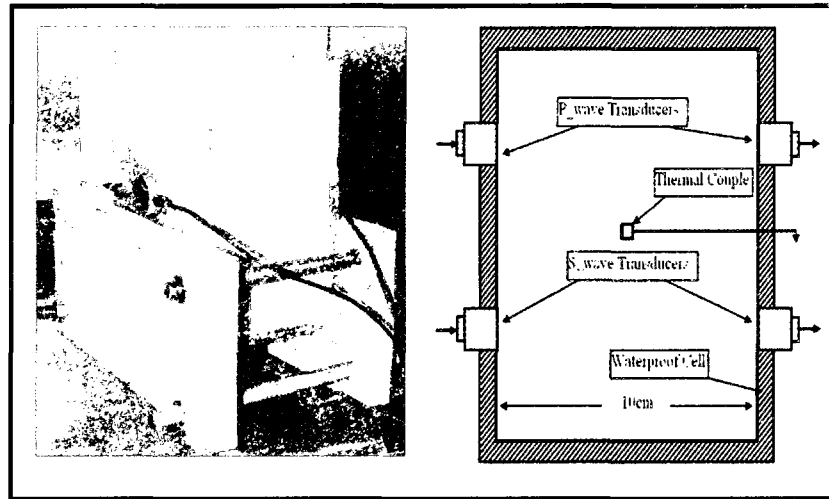 P_wave Transducers
Thermal Couple
S_wave Transducers
Waterproof Cell
10cm